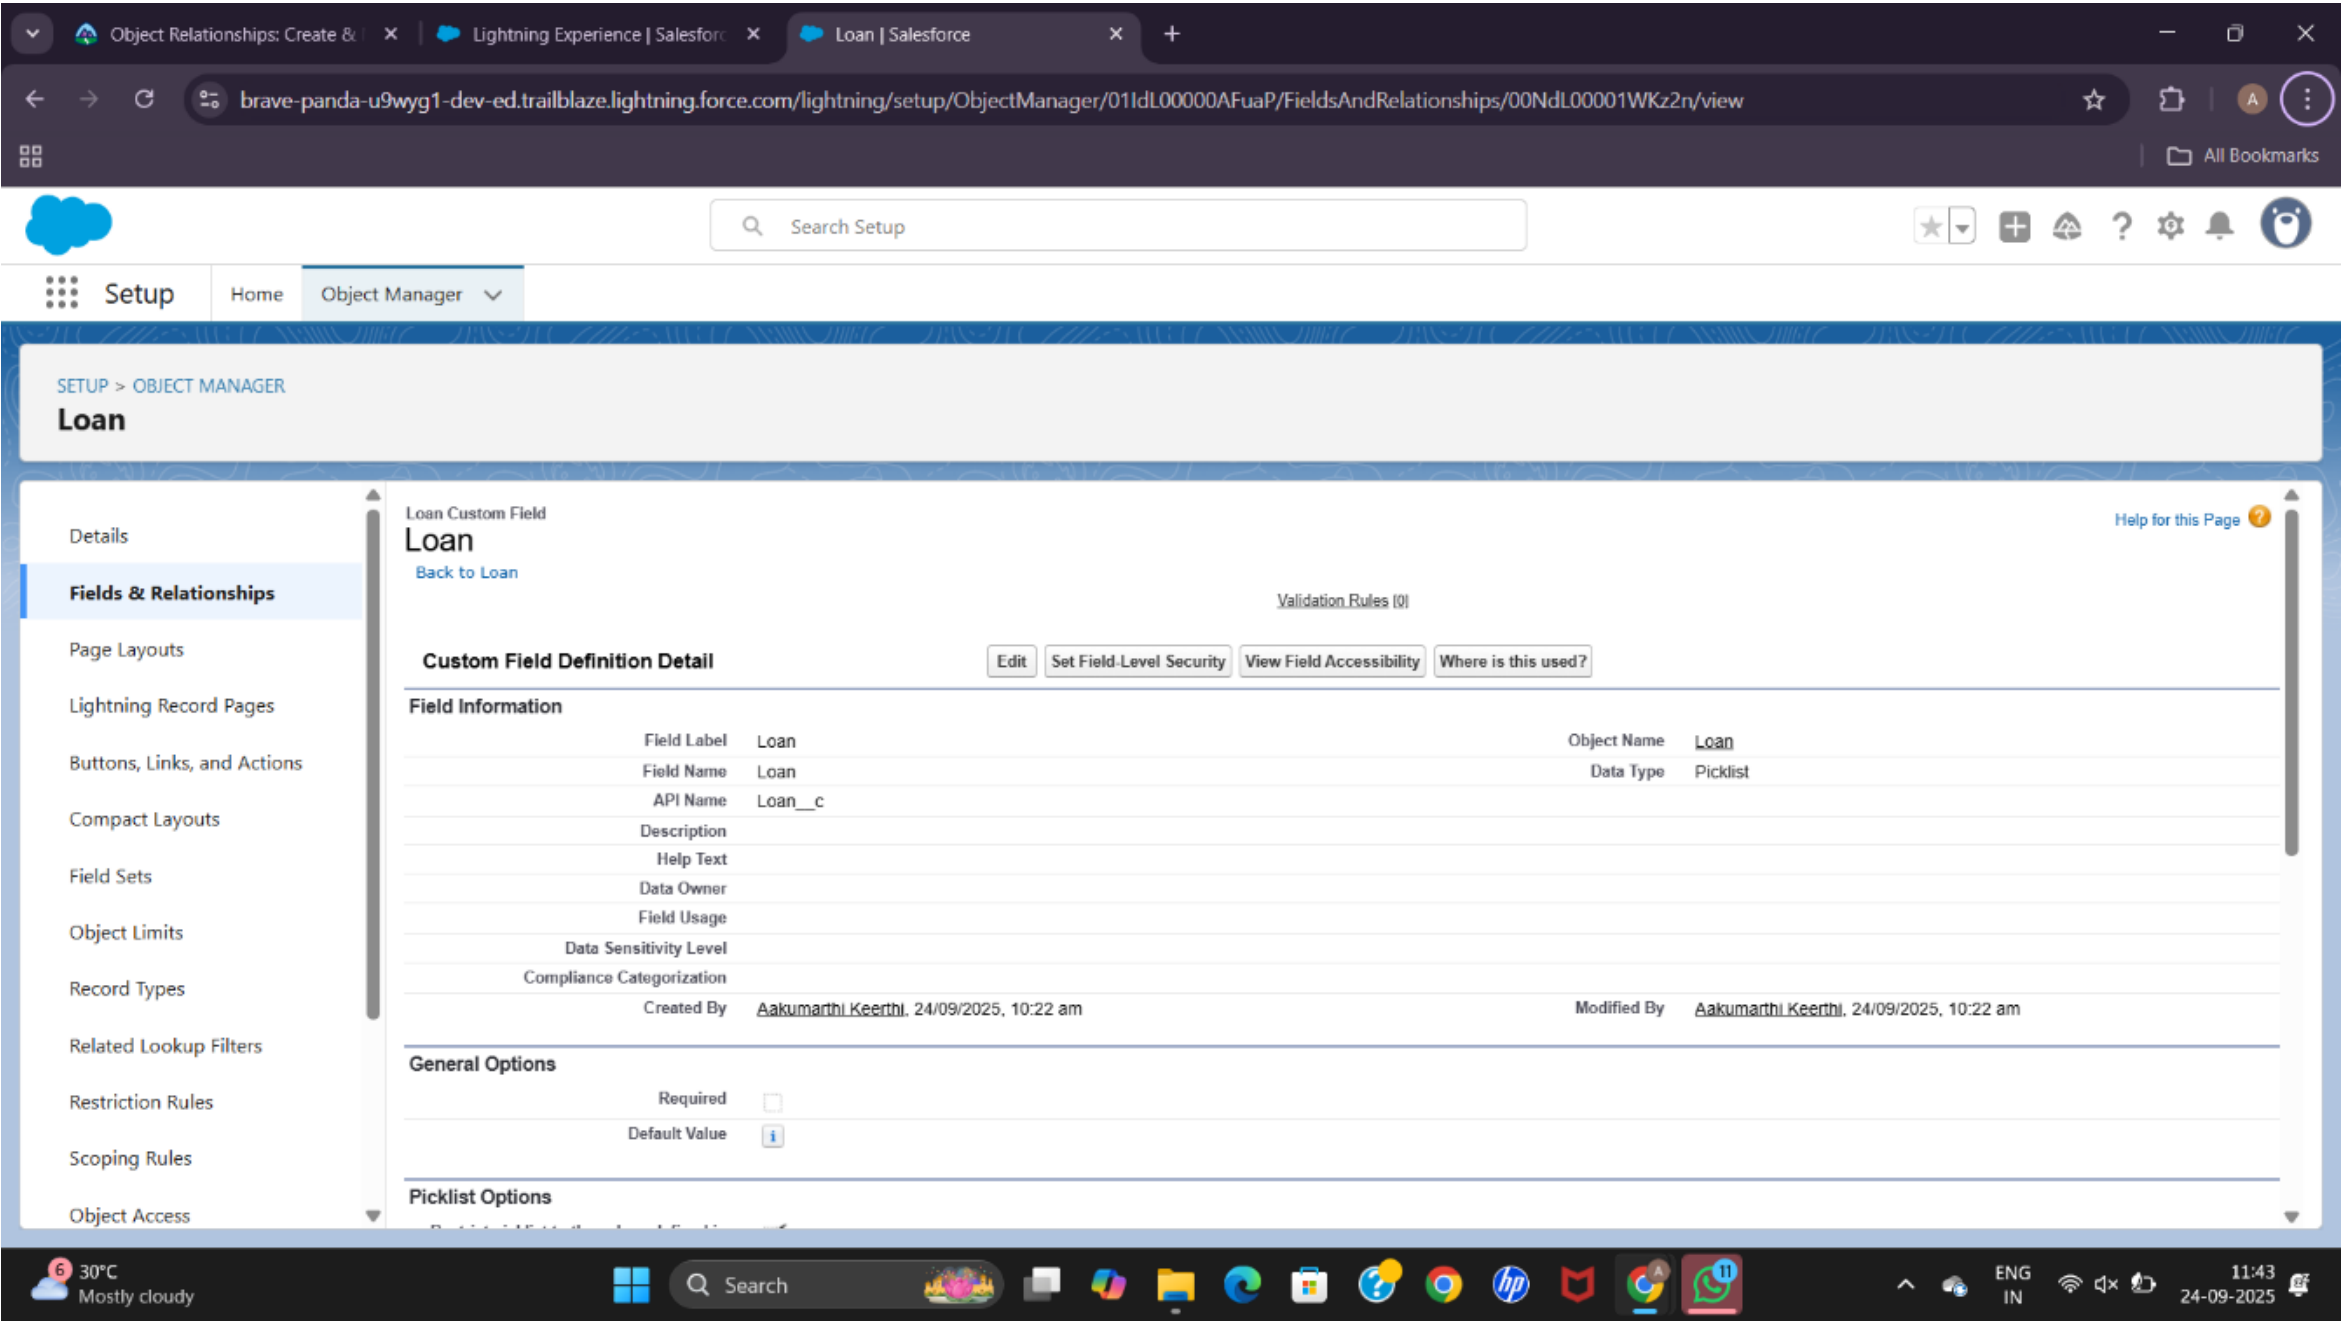 Object Relationships: Create &
Lightning Experience | Salesforc
Loan | Salesforce
brave-panda-u9wyg1-dev-ed.trailblaze.lightning.force.com/lightning/setup/ObjectManager/01IdL00000AFuaP/FieldsAndRelationships/00NdL00001WKz2n/view
A
All Bookmarks
Search Setup
Setup
Home
Object Manager
SETUP > OBJECT MANAGER
Loan
Details
Fields & Relationships
Page Layouts
Lightning Record Pages
Buttons, Links, and Actions
Compact Layouts
Field Sets
Object Limits
Record Types
Related Lookup Filters
Restriction Rules
Scoping Rules
Object Access
Loan Custom Field
Loan
Back to Loan
Help for this Page
Validation Rules [0]
Custom Field Definition Detail
Edit
Set Field-Level Security
View Field Accessibility
Where is this used?
Field Information
Field Label Loan
Object Name Loan
Field Name Loan
Data Type Picklist
API Name Loan__c
Description
Help Text
Data Owner
Field Usage
Data Sensitivity Level
Compliance Categorization
Created By Aakumarthi Keerthi, 24/09/2025, 10:22 am
Modified By Aakumarthi Keerthi, 24/09/2025, 10:22 am
General Options
Required
Default Value
Picklist Options
6
30°C
Mostly cloudy
Search
hp
A
11
ENG
IN
11:43
24-09-2025